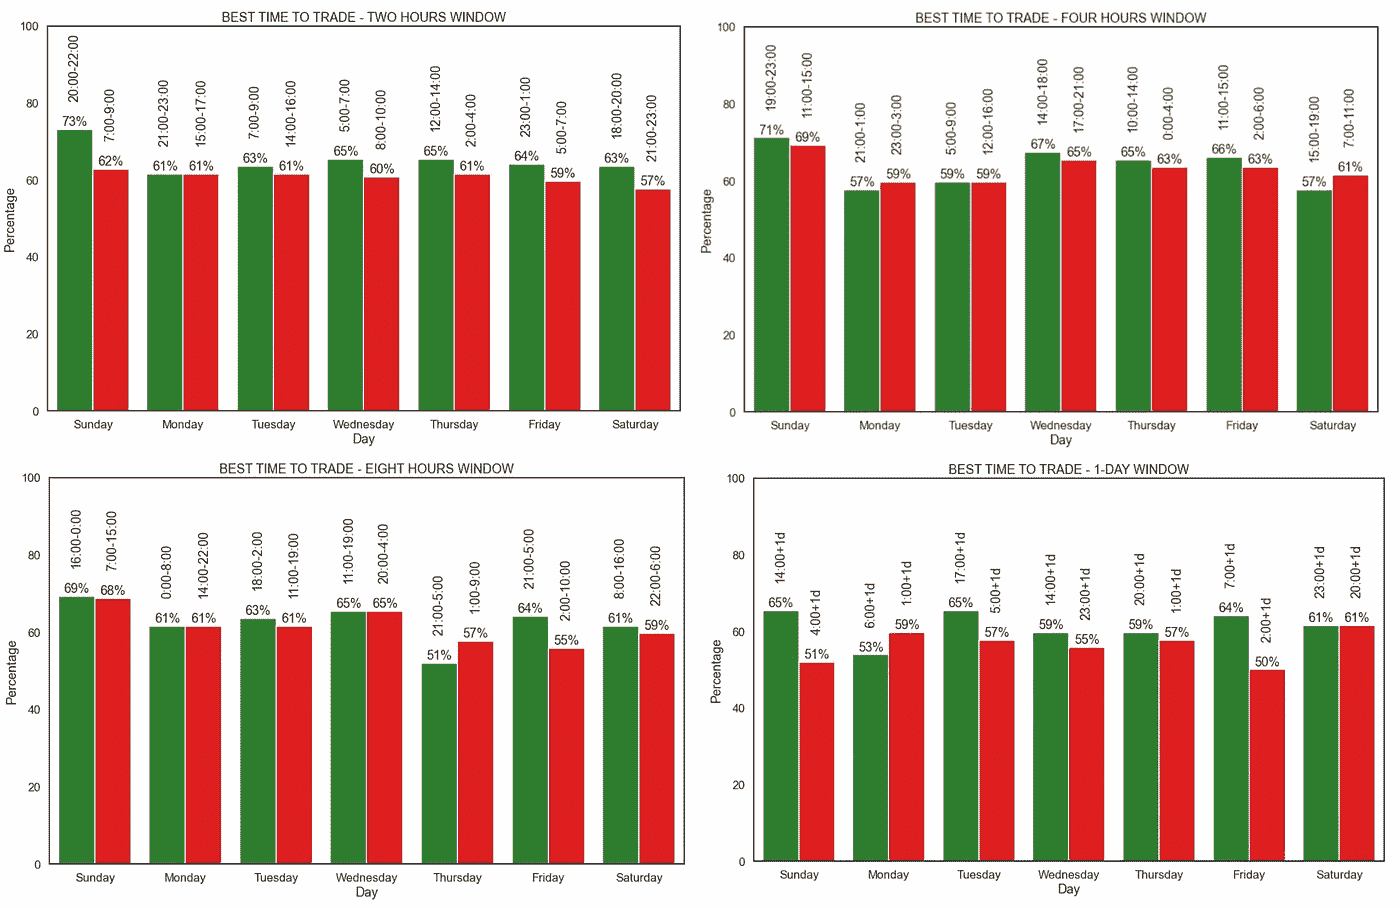 BEST TIME TO TRADE - TWO HOURS WINDOW
Percentage
100
80
60
40
20
0
20:00-22:00
7:00-9:00
21:00-23:00
15:00-17:00
7:00-9:00
14:00-16:00
5:00-7:00
8:00-10:00
12:00-14:00
2:00-4:00
23:00-1:00
5:00-7:00
18:00-20:00
21:00-23:00
73% 62% 61% 61% 63% 61% 65% 60% 65% 61% 64% 59% 63% 57%
Sunday Monday Tuesday Wednesday Thursday Friday Saturday
Day
BEST TIME TO TRADE - FOUR HOURS WINDOW
Percentage
100
80
60
40
20
0
19:00-23:00
11:00-15:00
21:00-1:00
23:00-3:00
5:00-9:00
12:00-16:00
14:00-18:00
17:00-21:00
10:00-14:00
0:00-4:00
11:00-15:00
2:00-6:00
15:00-19:00
7:00-11:00
71% 69% 57% 59% 59% 59% 67% 65% 65% 63% 66% 63% 57% 61%
Sunday Monday Tuesday Wednesday Thursday Friday Saturday
Day
BEST TIME TO TRADE - EIGHT HOURS WINDOW
Percentage
100
80
60
40
20
0
16:00-0:00
7:00-15:00
0:00-8:00
14:00-22:00
18:00-2:00
11:00-19:00
11:00-19:00
20:00-4:00
21:00-5:00
1:00-9:00
21:00-5:00
2:00-10:00
8:00-16:00
22:00-6:00
69% 68% 61% 61% 63% 61% 65% 65% 51% 57% 64% 55% 61% 59%
Sunday Monday Tuesday Wednesday Thursday Friday Saturday
Day
BEST TIME TO TRADE - 1-DAY WINDOW
Percentage
100
80
60
40
20
0
14:00+1d
4:00+1d
6:00+1d
1:00+1d
17:00+1d
5:00+1d
14:00+1d
23:00+1d
20:00+1d
1:00+1d
7:00+1d
2:00+1d
23:00+1d
20:00+1d
65% 51% 53% 59% 65% 57% 59% 55% 59% 57% 64% 50% 61% 61%
Sunday Monday Tuesday Wednesday Thursday Friday Saturday
Day